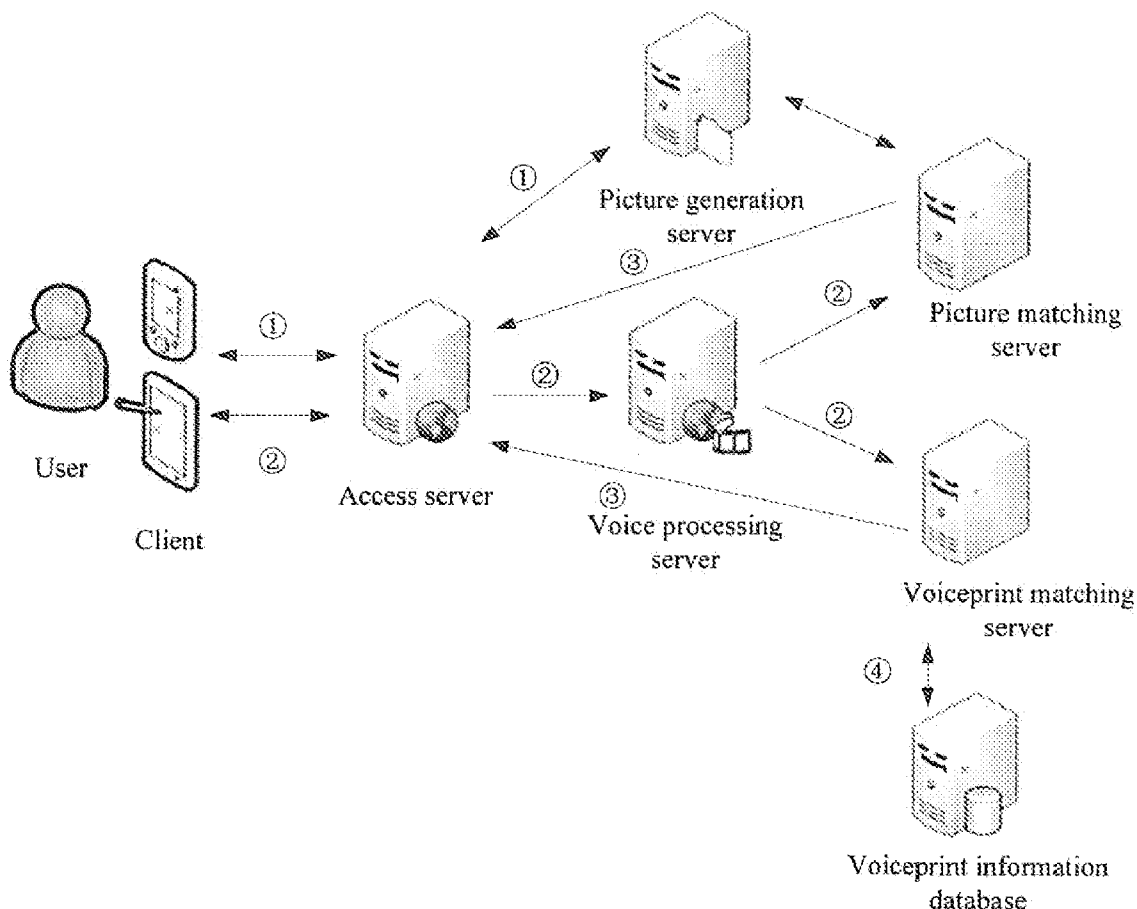 ①
Picture generation
server
③
②
Picture matching
server
①
②
②
②
User
Access server
③
Voice processing
server
Client
Voiceprint matching
server
④
Voiceprint information
database